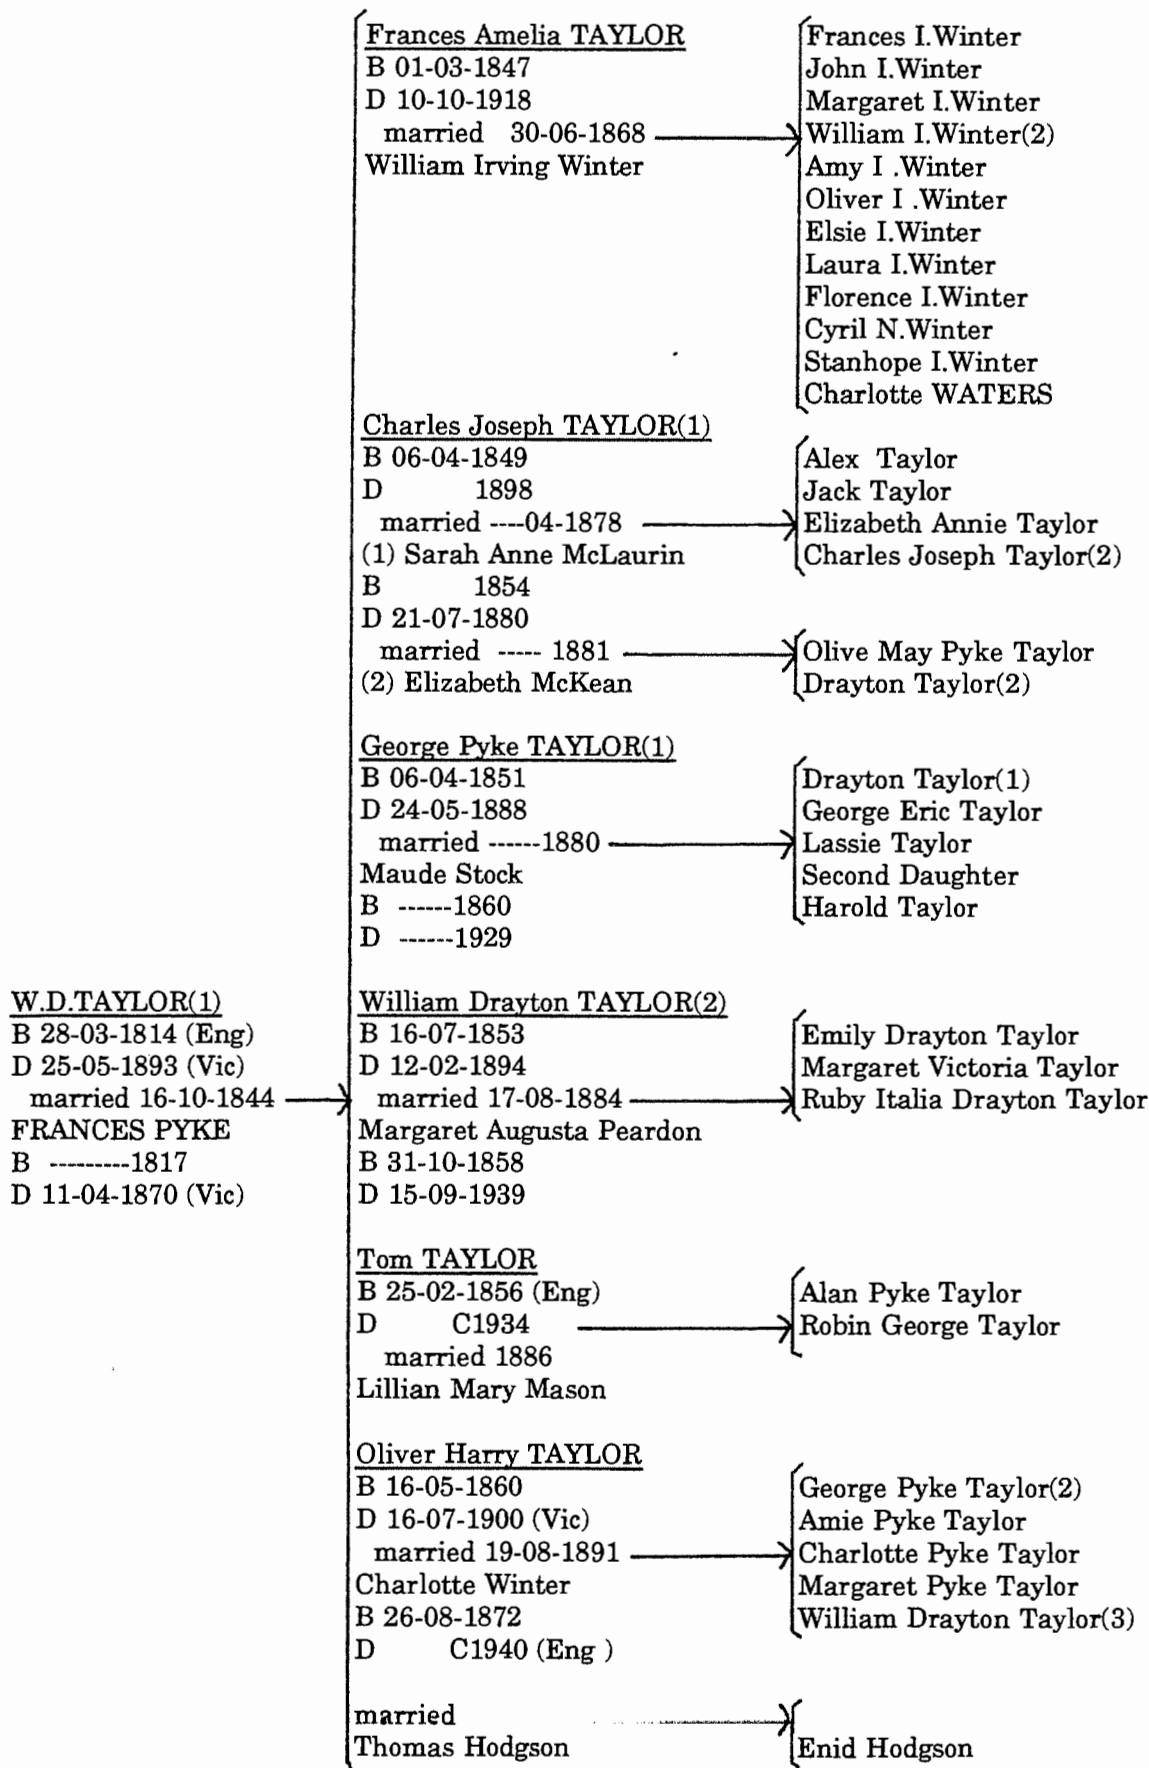 Frances Amelia TAYLOR
B 01-03-1847
D 10-10-1918
married 30-06-1868
William Irving Winter
Frances I.Winter
John I.Winter
Margaret I.Winter
William I.Winter(2)
Amy I .Winter
Oliver I .Winter
Elsie I.Winter
Laura I.Winter
Florence I.Winter
Cyril N.Winter
Stanhope I.Winter
Charlotte WATERS
Charles Joseph TAYLOR(1)
B 06-04-1849
D 1898
married ----04-1878
(1) Sarah Anne McLaurin
B 1854
D 21-07-1880
married ----- 1881
(2) Elizabeth McKean
Alex Taylor
Jack Taylor
Elizabeth Annie Taylor
Charles Joseph Taylor(2)
Olive May Pyke Taylor
Drayton Taylor(2)
George Pyke TAYLOR(1)
B 06-04-1851
D 24-05-1888
married ------1880
Maude Stock
B ------1860
D ------1929
Drayton Taylor(1)
George Eric Taylor
Lassie Taylor
Second Daughter
Harold Taylor
W.D.TAYLOR(1)
B 28-03-1814 (Eng)
D 25-05-1893 (Vic)
married 16-10-1844
FRANCES PYKE
B ---------1817
D 11-04-1870 (Vic)
William Drayton TAYLOR(2)
B 16-07-1853
D 12-02-1894
married 17-08-1884
Margaret Augusta Peardon
B 31-10-1858
D 15-09-1939
Emily Drayton Taylor
Margaret Victoria Taylor
Ruby Italia Drayton Taylor
Tom TAYLOR
B 25-02-1856 (Eng)
D C1934
married 1886
Lillian Mary Mason
Alan Pyke Taylor
Robin George Taylor
Oliver Harry TAYLOR
B 16-05-1860
D 16-07-1900 (Vic)
married 19-08-1891
Charlotte Winter
B 26-08-1872
D C1940 (Eng )
George Pyke Taylor(2)
Amie Pyke Taylor
Charlotte Pyke Taylor
Margaret Pyke Taylor
William Drayton Taylor(3)
married
Thomas Hodgson
Enid Hodgson